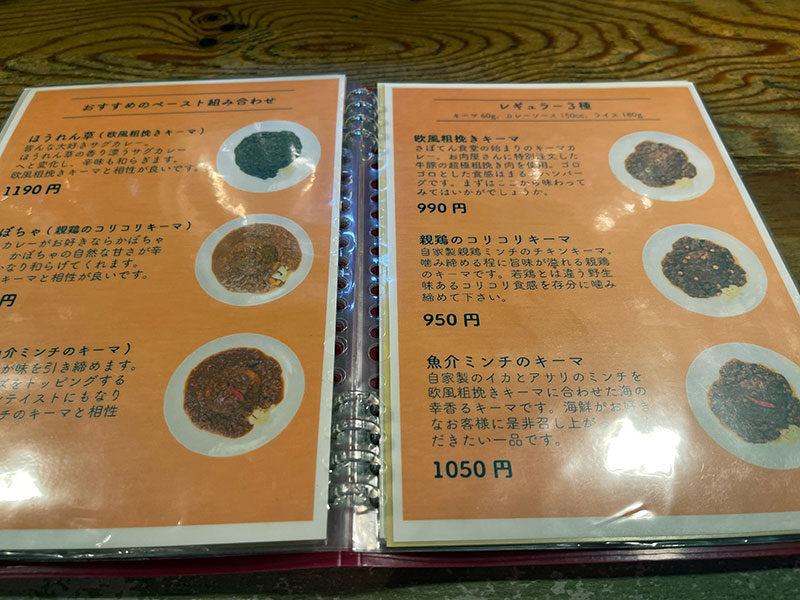 おすすめのペースト組み合わせ
ほうれん草(欧風粗挽きキーマ)
皆んな大好きサグカレー。
ほうれん草の香り漂うサグカレー
へと変化し、辛味も和らぎます。
欧風粗挽きキーマと相性が良いです。
1190円
ぼちゃ(親鶏のコリコリキーマ)
カレーがお好きならかぼちゃ
かぼちゃの自然な甘さが辛
なり和らげてくれます。
キーマと相性が良いです。
円
介ミンチのキーマ)
が味を引き締めます。
ズをトッピングする
ンテイストにもなり
チのキーマと相性
レギュラー3種
キーマ60g、カレーソース150cc、ライス180g
欧風粗挽きキーマ
さぼてん食堂の始まりのキーマカ
レー。お肉屋さんに特別注文した
牛豚の超極粗挽き肉を使用。ゴロ
ゴロとした食感はまるでハンバー
グです。まずはここから味わって
みてはいかがでしょうか。
990円
親鶏のコリコリキーマ
自家製親鶏ミンチのチキンキーマ。
噛み締める程に旨味が溢れる親鶏
のキーマです。若鶏とは違う野生
味あるコリコリ食感を存分に噛み
締めて下さい。
950円
魚介ミンチのキーマ
自家製のイカとアサリのミンチを
欧風粗挽きキーマに合わせた海の
幸香るキーマです。海鮮がお好き
なお客様に是非召し上が
だきたい一品です。
1050円